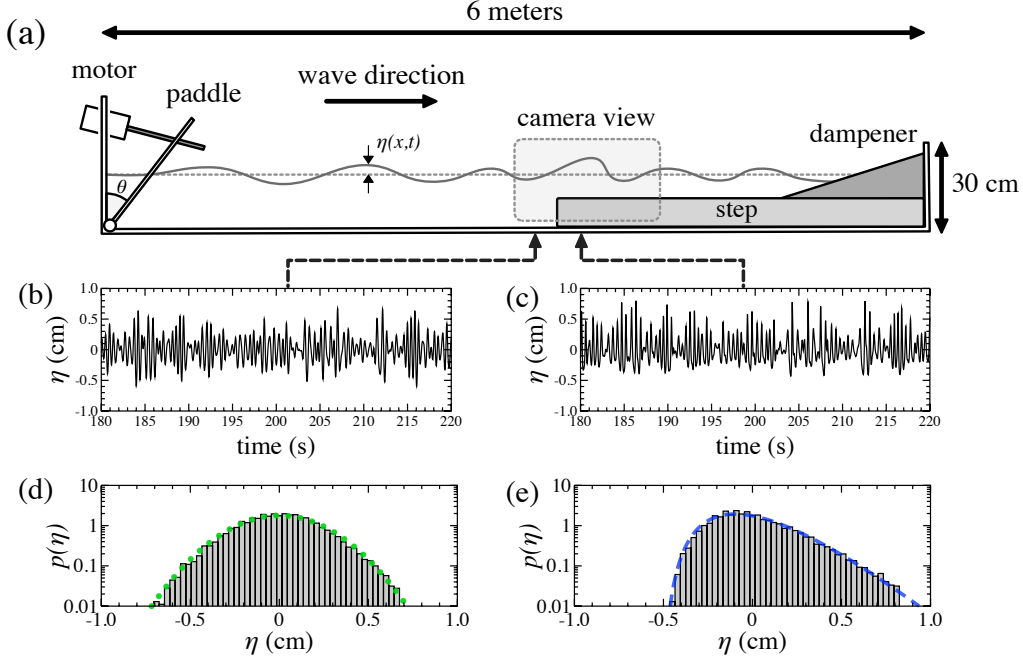 6 meters
(a)
motor
paddle
wave direction
camera view
dampener
η(x,t)
θ
30 cm
step
(b)
1.0
0.5
0
-0.5
-1.0
η (cm)
180 185 190 195 200 205 210 215 220
time (s)
(c)
1.0
0.5
0
-0.5
-1.0
η (cm)
180 185 190 195 200 205 210 215 220
time (s)
(d)
10
1
0.1
0.01
p(η)
-1.0 -0.5 0 0.5 1.0
η (cm)
(e)
10
1
0.1
0.01
p(η)
-1.0 -0.5 0 0.5 1.0
η (cm)